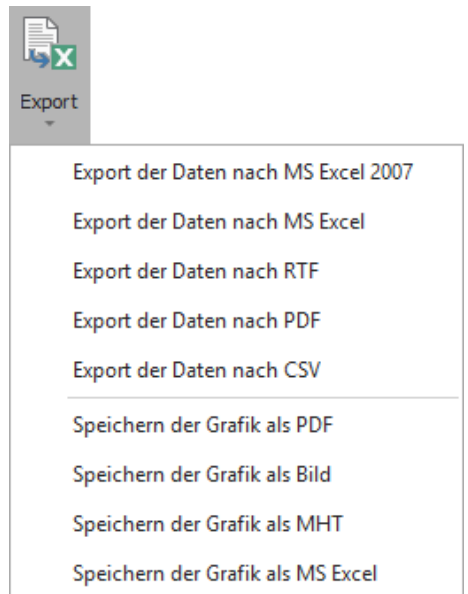 Export
Export der Daten nach MS Excel 2007
Export der Daten nach MS Excel
Export der Daten nach RTF
Export der Daten nach PDF
Export der Daten nach CSV
Speichern der Grafik als PDF
Speichern der Grafik als Bild
Speichern der Grafik als MHT
Speichern der Grafik als MS Excel